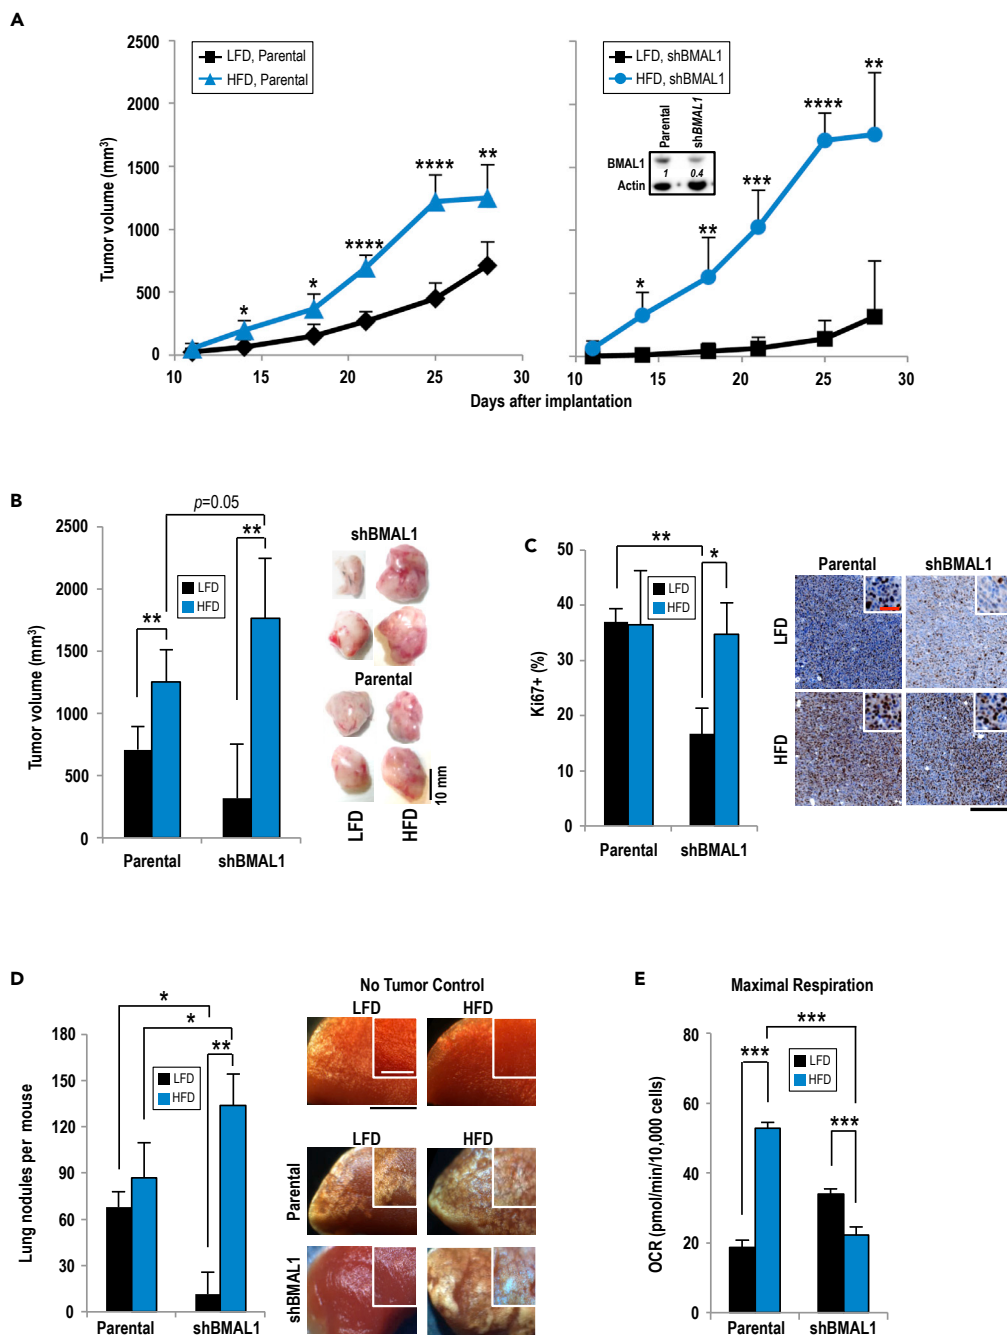 A
2500
2000
1500
1000
500
0
Tumor volume (mm³)
LFD, Parental
HFD, Parental
*
*
****
****
**
10
15
20
25
30
LFD, shBMAL1
HFD, shBMAL1
Parental
shBMAL1
BMAL1
1
0.4
Actin
*
**
***
****
**
10
15
20
25
30
Days after implantation
B
p=0.05
2500
2000
1500
1000
500
0
Tumor volume (mm³)
LFD
HFD
**
**
Parental
shBMAL1
shBMAL1
Parental
10 mm
LFD
HFD
C
50
40
30
20
10
0
Ki67+ (%)
**
*
LFD
HFD
Parental
shBMAL1
Parental
shBMAL1
LFD
HFD
D
180
150
120
90
60
30
0
Lung nodules per mouse
*
*
**
LFD
HFD
Parental
shBMAL1
No Tumor Control
LFD
HFD
LFD
HFD
Parental
shBMAL1
E
Maximal Respiration
80
60
40
20
0
OCR (pmol/min/10,000 cells)
***
***
***
LFD
HFD
Parental
shBMAL1